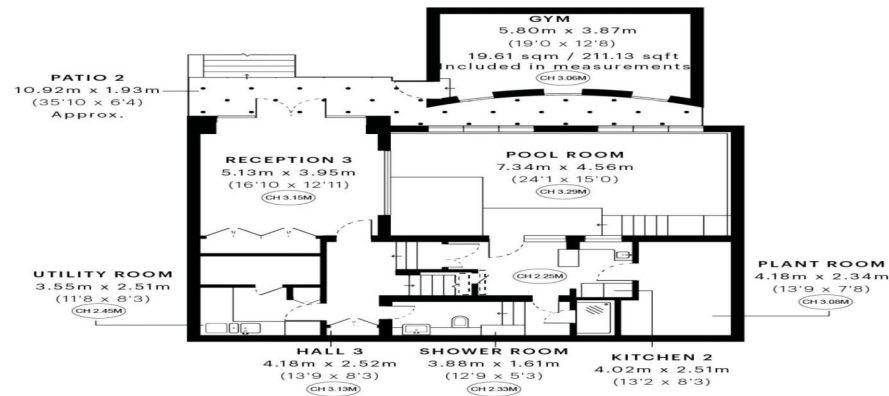 GYM
5.80m x 3.87m
(19'0 x 12'8)
19.61 sqm / 211.13 sqft
Included in measurements
CH 3.06M
PATIO 2
10.92m x 1.93m
(35'10 x 6'4)
Approx.
RECEPTION 3
5.13m x 3.95m
(16'10 x 12'11)
CH 3.15M
POOL ROOM
7.34m x 4.56m
(24'1 x 15'0)
CH 3.29M
UTILITY ROOM
3.55m x 2.51m
(11'8 x 8'3)
CH 2.45M
CH 2.25M
PLANT ROOM
4.18m x 2.34m
(13'9 x 7'8)
CH 3.08M
HALL 3
4.18m x 2.52m
(13'9 x 8'3)
CH 3.13M
SHOWER ROOM
3.88m x 1.61m
(12'9 x 5'3)
CH 2.33M
KITCHEN 2
4.02m x 2.51m
(13'2 x 8'3)